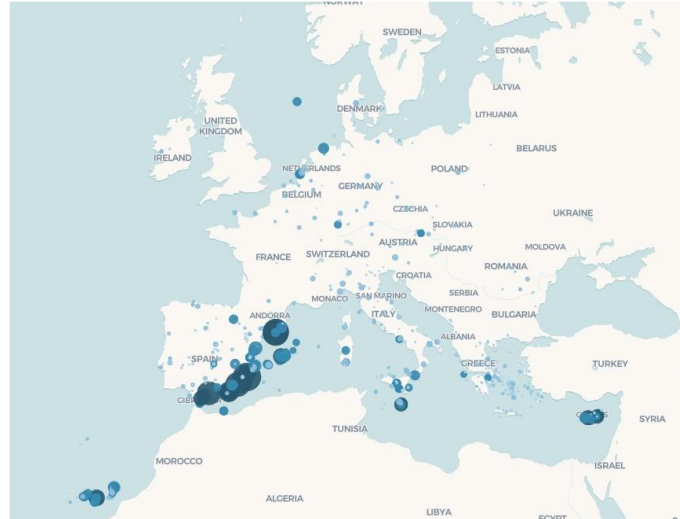 NORWAY
SWEDEN
ESTONIA
LATVIA
DENMARK
LITHUANIA
UNITED
KINGDOM
BELARUS
IRELAND
NETHERLANDS
POLAND
GERMANY
BELGIUM
CZECHIA
UKRAINE
SLOVAKIA
AUSTRIA
HUNGARY
MOLDOVA
FRANCE
SWITZERLAND
ROMANIA
CROATIA
SERBIA
MONACO
SAN MARINO
ANDORRA
ITALY
MONTENEGRO
BULGARIA
ALBANIA
SPAIN
GREECE
TURKEY
SYRIA
TUNISIA
MOROCCO
ISRAEL
ALGERIA
LIBYA
EGYPT